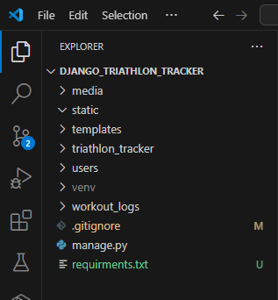 File Edit Selection ...
EXPLORER
DJANGO_TRIATHLON_TRACKER
media
static
templates
triathlon_tracker
users
venv
workout_logs
.gitignore M
manage.py
requirments.txt U
2